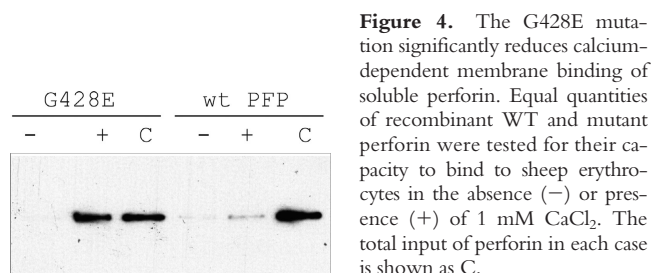 G428E wt PFP
− + C − + C
Figure 4. The G428E muta-
tion significantly reduces calcium-
dependent membrane binding of
soluble perforin. Equal quantities
of recombinant WT and mutant
perforin were tested for their ca-
pacity to bind to sheep erythro-
cytes in the absence (−) or pres-
ence (+) of 1 mM CaCl₂. The
total input of perforin in each case
is shown as C.